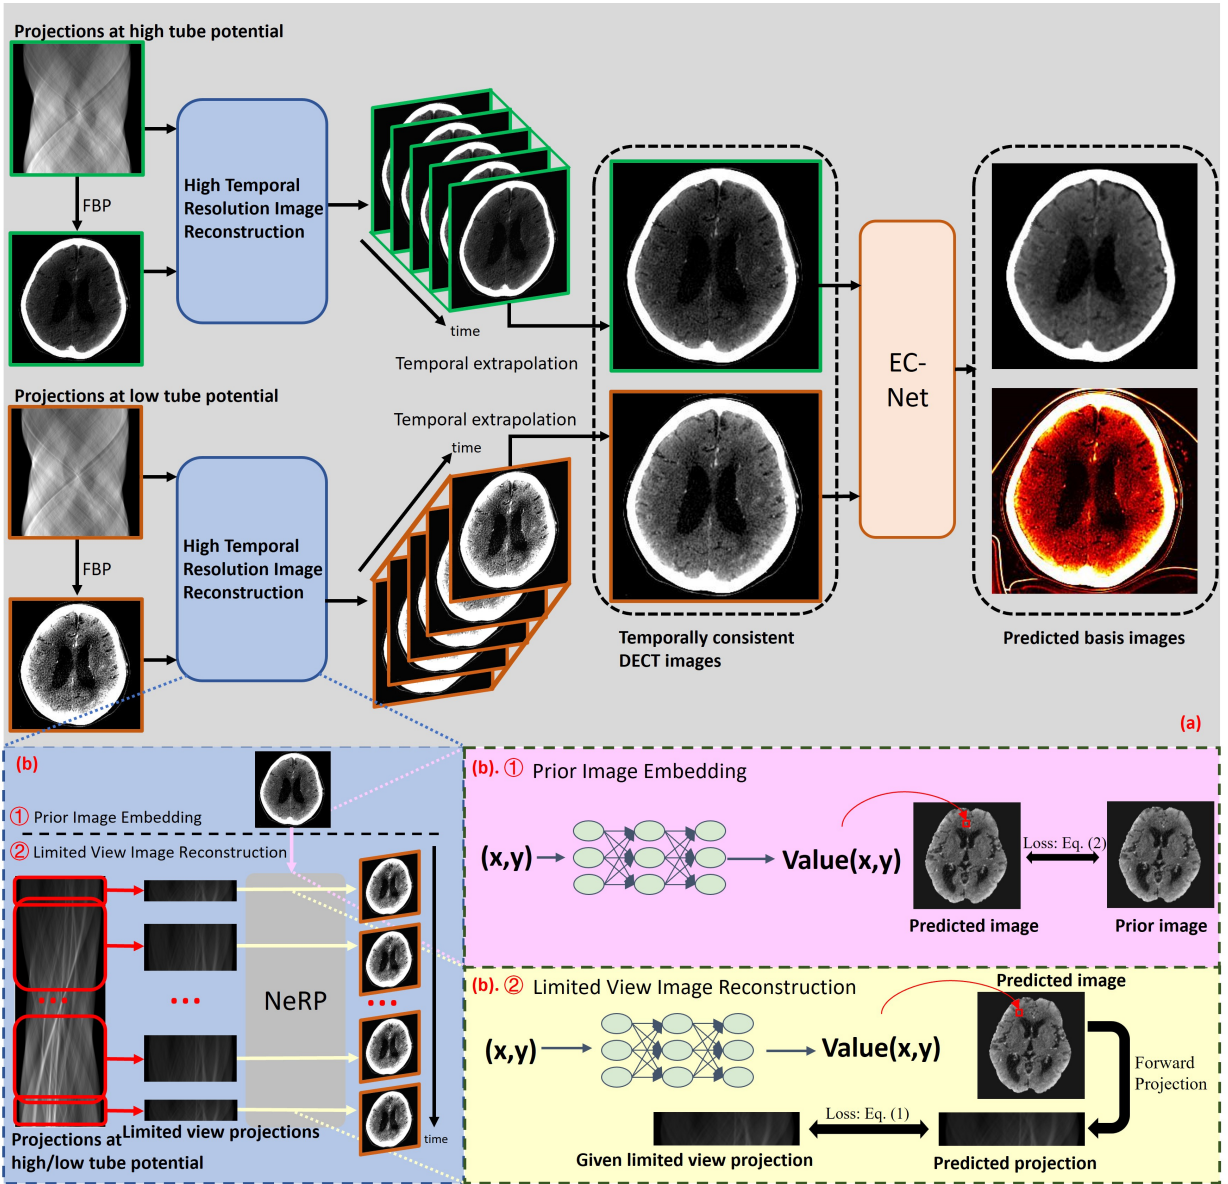 Projections at high tube potential
FBP
High Temporal
Resolution Image
Reconstruction
time
Temporal extrapolation
Projections at low tube potential
FBP
High Temporal
Resolution Image
Reconstruction
Temporal extrapolation
time
Temporally consistent
DECT images
EC-
Net
Predicted basis images
(a)
(b)
① Prior Image Embedding
② Limited View Image Reconstruction
NeRP
time
Projections at
high/low tube potential
Limited view projections
(b). ① Prior Image Embedding
(x,y)
Value(x,y)
Loss: Eq. (2)
Predicted image
Prior image
(b). ② Limited View Image Reconstruction
Predicted image
(x,y)
Value(x,y)
Forward
Projection
Loss: Eq. (1)
Given limited view projection
Predicted projection